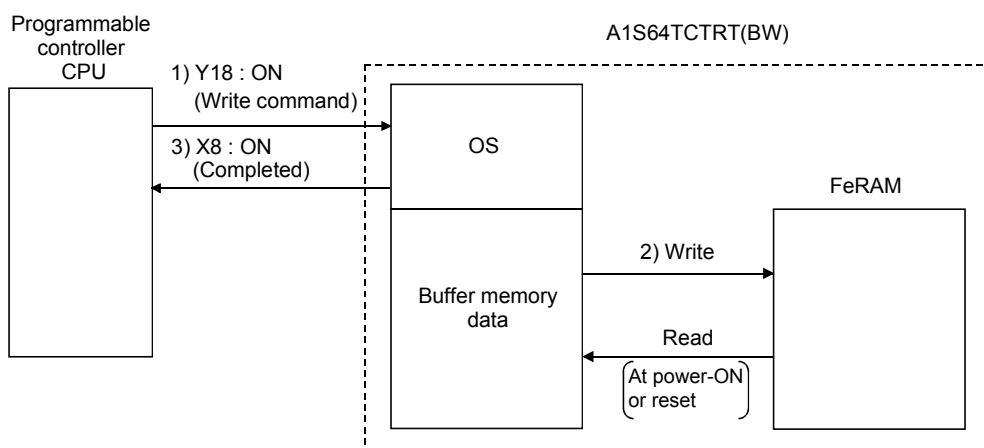 Programmable
controller
CPU
A1S64TCTRT(BW)
1) Y18 : ON
(Write command)
3) X8 : ON
(Completed)
OS
FeRAM
2) Write
Buffer memory
data
Read
At power-ON
or reset